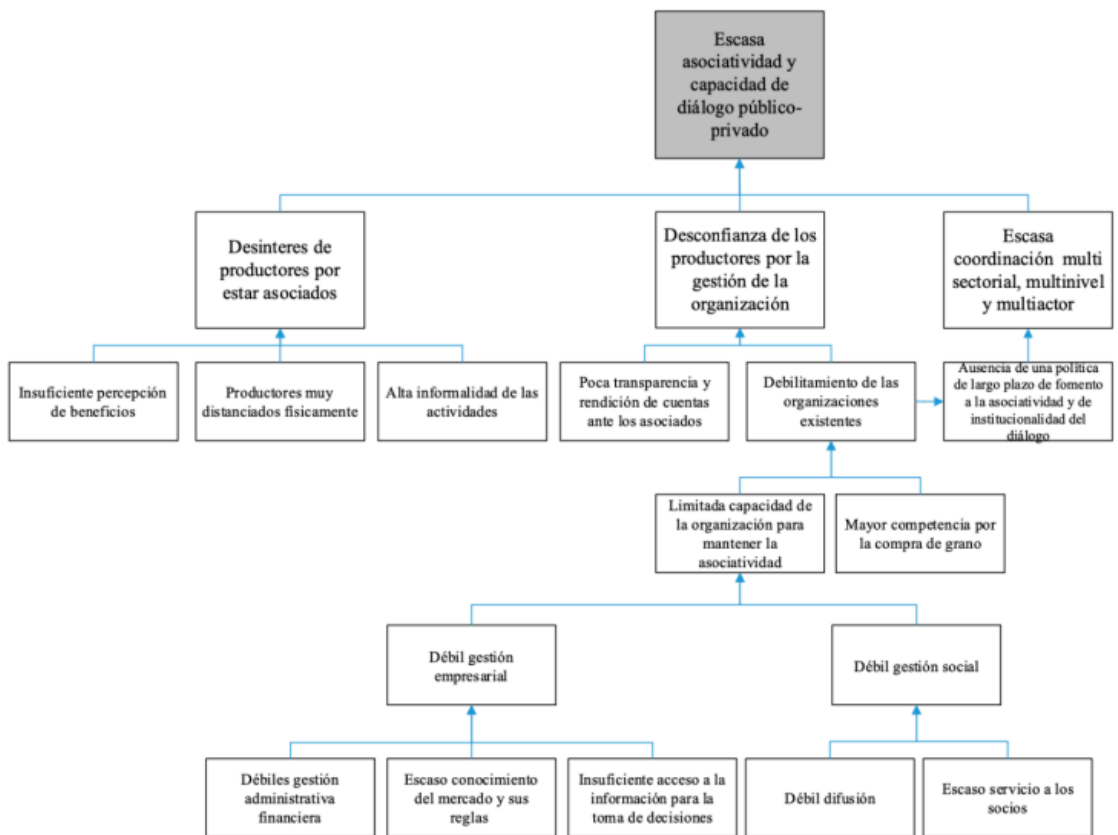 Escasa
asociatividad y
capacidad de
diálogo público-
privado
Desinteres de
productores por
estar asociados
Desconfianza de los
productores por la
gestión de la
organización
Escasa
coordinación multi
sectorial, multinivel
y multiactor
Insuficiente percepción
de beneficios
Productores muy
distanciados físicamente
Alta informalidad de las
actividades
Poca transparencia y
rendición de cuentas
ante los asociados
Debilitamiento de las
organizaciones
existentes
Ausencia de una política
de largo plazo de fomento
a la asociatividad y de
institucionalidad del
diálogo
Limitada capacidad de
la organización para
mantener la
asociatividad
Mayor competencia por
la compra de grano
Débil gestión
empresarial
Débil gestión social
Débiles gestión
administrativa
financiera
Escaso conocimiento
del mercado y sus
reglas
Insuficiente acceso a la
información para la
toma de decisiones
Débil difusión
Escaso servicio a los
socios